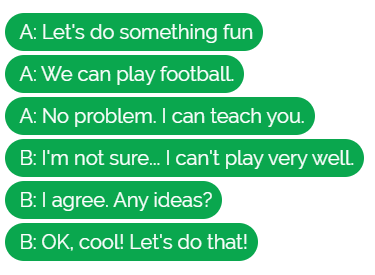 A: Let's do something fun
A: We can play football.
A: No problem. I can teach you.
B: I'm not sure... I can't play very well.
B: I agree. Any ideas?
B: OK, cool! Let's do that!